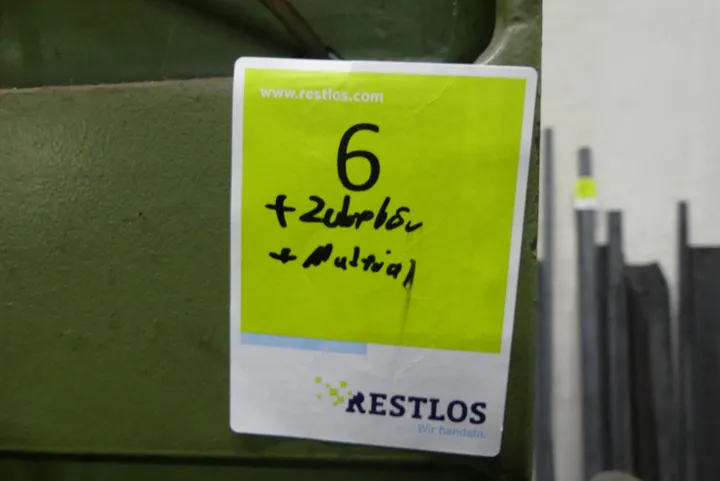 www.restlos.com
6
+ Zubehör
+ Material
RESTLOS
Wir handeln.